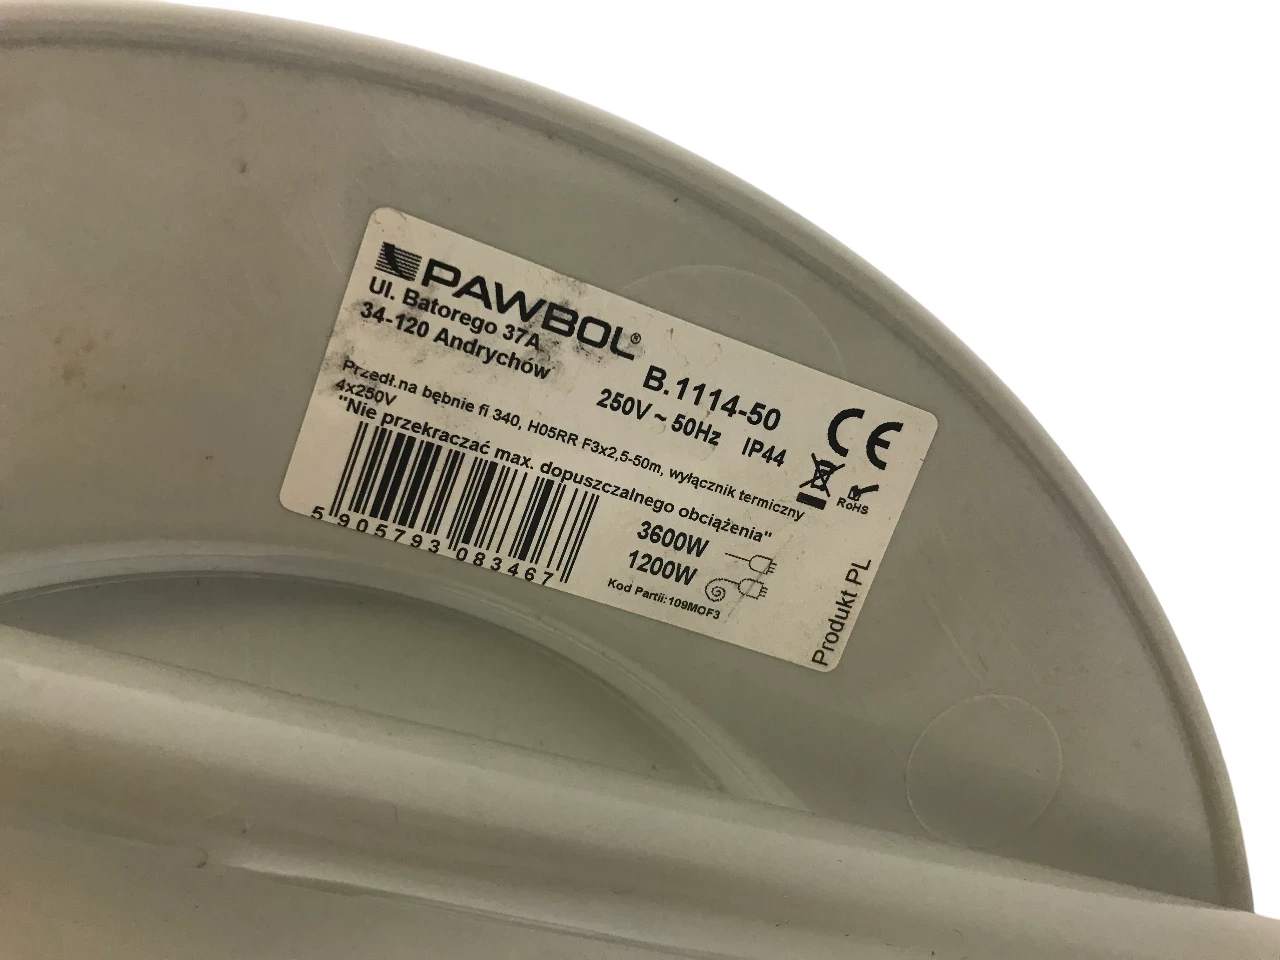 PAWBOL®
Ul. Batorego 37A
34-120 Andrychów
B.1114-50
250V ~ 50Hz IP44
CE
RoHS
Przedł.na bębnie fi 340, H05RR F3x2,5-50m, wyłącznik termiczny
4x250V
"Nie przekraczać max. dopuszczalnego obciążenia"
3600W
1200W
5 905793 083467
Kod Partii:109MOF3
Produkt PL